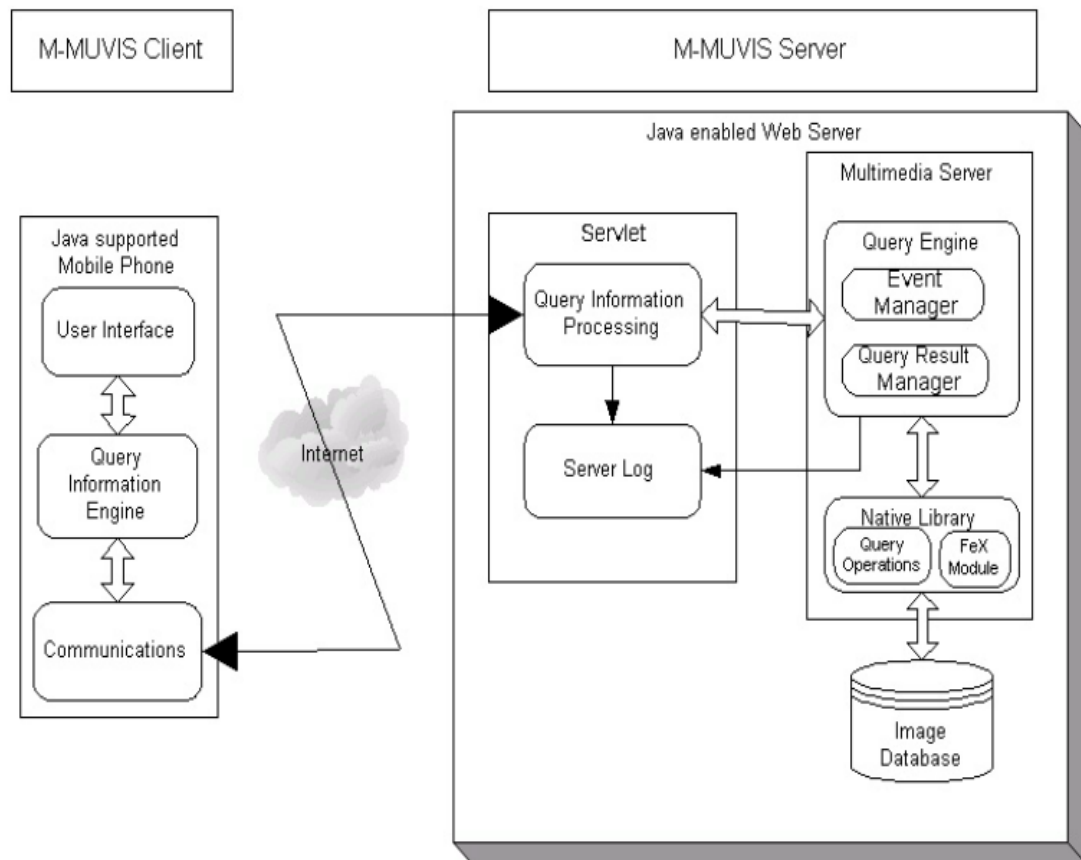 M-MUVIS Client
M-MUVIS Server
Java enabled Web Server
Multimedia Server
Java supported
Mobile Phone
User Interface
Query
Information
Engine
Communications
Internet
Servlet
Query Information
Processing
Server Log
Query Engine
Event
Manager
Query Result
Manager
Native Library
Query
Operations
FeX
Module
Image
Database